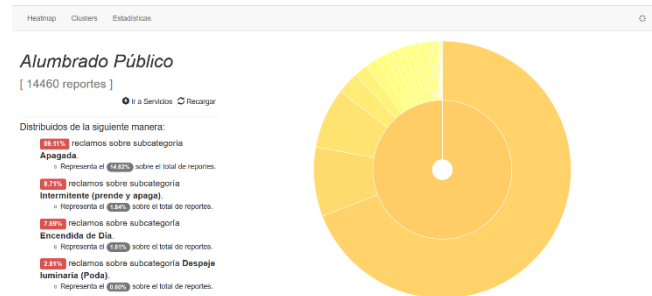 Heatmap Clusters Estadísticas
Alumbrado Público
[ 14460 reportes ]
Ir a Servicios Recargar
Distribuidos de la siguiente manera:
69.11% reclamos sobre subcategoría
Apagada.
Representa el 14.62% sobre el total de reportes.
8.71% reclamos sobre subcategoría
Intermitente (prende y apaga).
Representa el 1.84% sobre el total de reportes.
7.59% reclamos sobre subcategoría
Encendida de Día.
Representa el 1.61% sobre el total de reportes.
2.81% reclamos sobre subcategoría Despeje
luminaria (Poda).
Representa el 0.60% sobre el total de reportes.